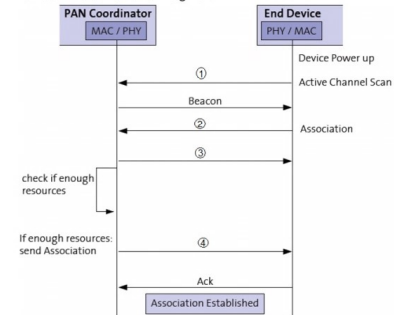 PAN Coordinator
End Device
MAC / PHY
PHY / MAC
Device Power up
①
Active Channel Scan
Beacon
②
Association
③
check if enough
resources
If enough resources:
send Association
④
Ack
Association Established